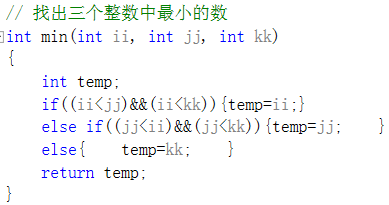 // 找出三个整数中最小的数
int min(int ii, int jj, int kk)
{
int temp;
if((ii<jj)&&(ii<kk)){temp=ii;}
else if((jj<ii)&&(jj<kk)){temp=jj; }
else{ temp=kk; }
return temp;
}